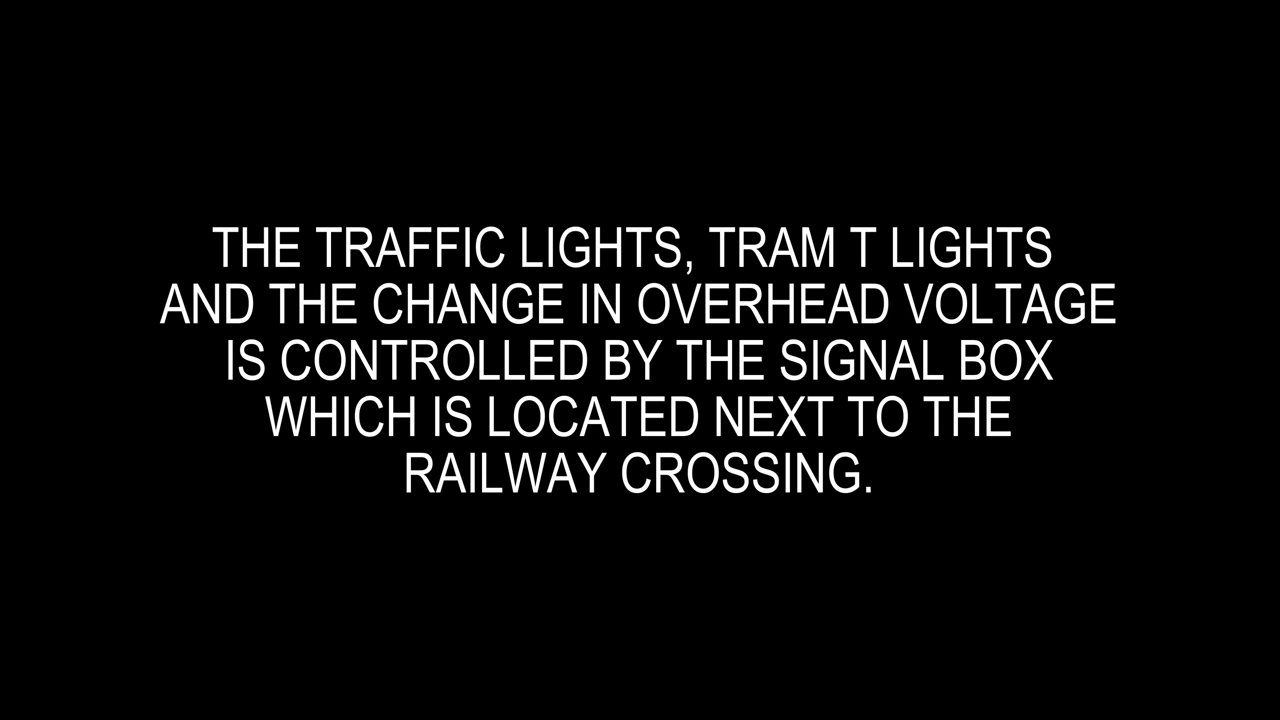 THE TRAFFIC LIGHTS, TRAM T LIGHTS
AND THE CHANGE IN OVERHEAD VOLTAGE
IS CONTROLLED BY THE SIGNAL BOX
WHICH IS LOCATED NEXT TO THE
RAILWAY CROSSING.